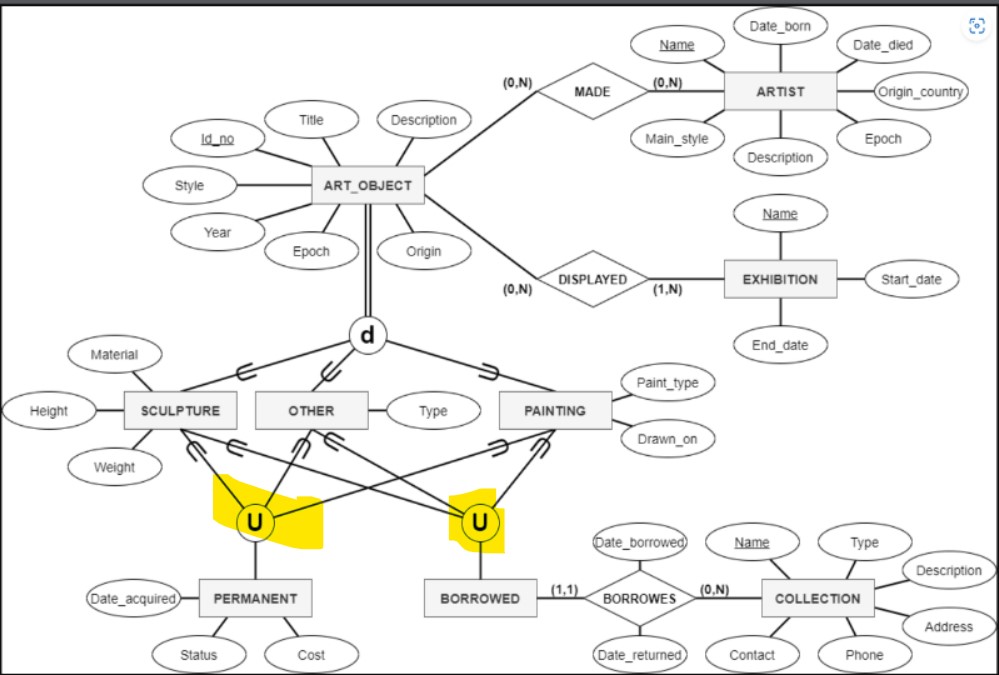 Date_born
Name
Date_died
(0,N)
MADE
(0,N)
ARTIST
Origin_country
Main_style
Epoch
Description
Title
Description
Id_no
Style
ART_OBJECT
Year
Epoch
Origin
Name
(0,N)
DISPLAYED
(1,N)
EXHIBITION
Start_date
End_date
d
Material
Height
SCULPTURE
OTHER
Type
PAINTING
Paint_type
Drawn_on
Weight
U
U
Date_acquired
PERMANENT
Status
Cost
BORROWED
(1,1)
Date_borrowed
BORROWES
Date_returned
(0,N)
Name
Type
COLLECTION
Description
Address
Contact
Phone